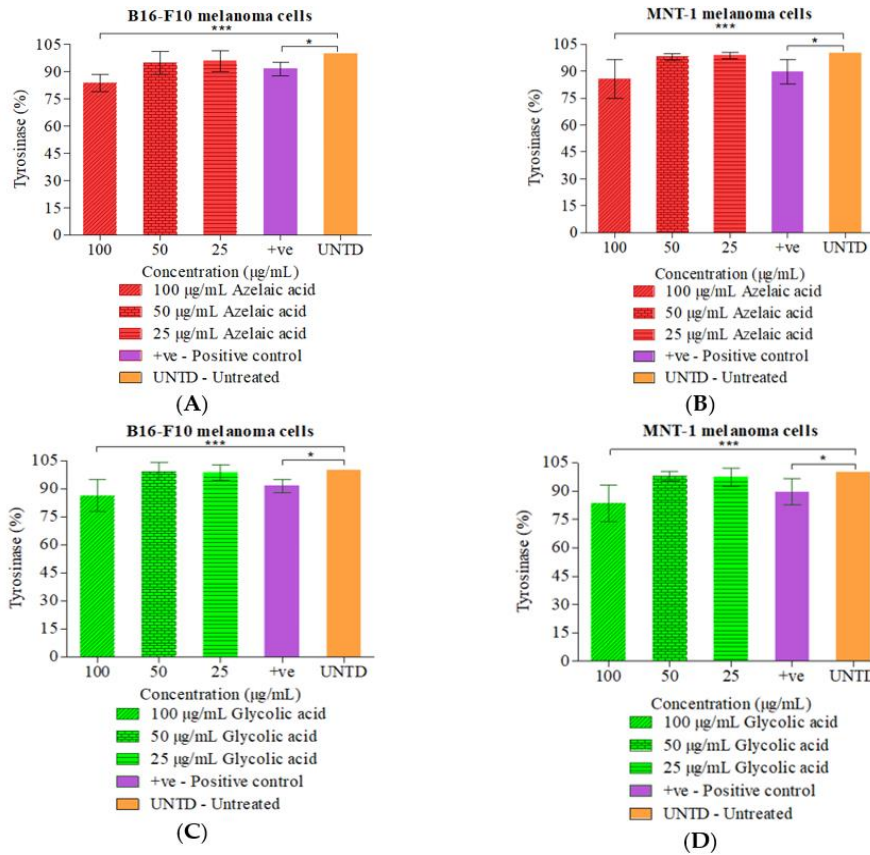 B16-F10 melanoma cells
***
*
Tyrosinase (%)
105
90
75
60
45
30
15
0
100 50 25 +ve UNTD
Concentration (µg/mL)
100 µg/mL Azelaic acid
50 µg/mL Azelaic acid
25 µg/mL Azelaic acid
+ve - Positive control
UNTD - Untreated
(A)
MNT-1 melanoma cells
***
*
Tyrosinase (%)
105
90
75
60
45
30
15
0
100 50 25 +ve UNTD
Concentration (µg/mL)
100 µg/mL Azelaic acid
50 µg/mL Azelaic acid
25 µg/mL Azelaic acid
+ve - Positive control
UNTD - Untreated
(B)
B16-F10 melanoma cells
***
*
Tyrosinase (%)
105
90
75
60
45
30
15
0
100 50 25 +ve UNTD
Concentration (µg/mL)
100 µg/mL Glycolic acid
50 µg/mL Glycolic acid
25 µg/mL Glycolic acid
+ve - Positive control
UNTD - Untreated
(C)
MNT-1 melanoma cells
***
*
Tyrosinase (%)
105
90
75
60
45
30
15
0
100 50 25 +ve UNTD
Concentration (µg/mL)
100 µg/mL Glycolic acid
50 µg/mL Glycolic acid
25 µg/mL Glycolic acid
+ve - Positive control
UNTD - Untreated
(D)